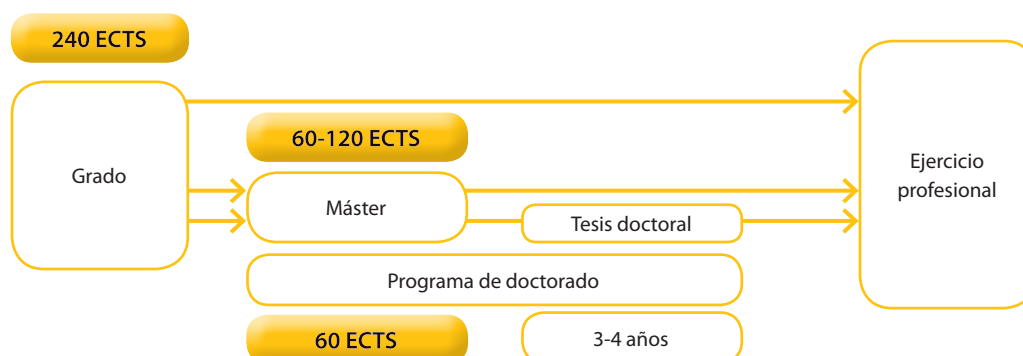 240 ECTS
Grado
60-120 ECTS
Máster
Tesis doctoral
Ejercicio
profesional
Programa de doctorado
60 ECTS
3-4 años